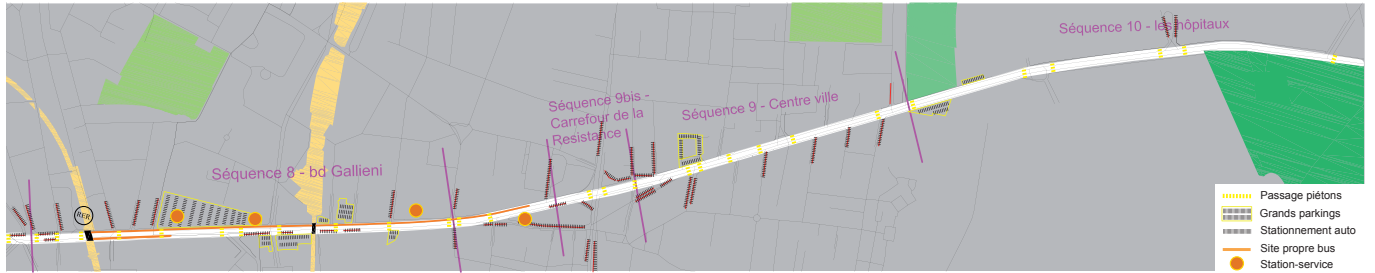 Séquence 10 - les hôpitaux
Séquence 9bis -
Carrefour de la
Resistance
Séquence 9 - Centre ville
Séquence 8 - bd Gallieni
RER
Passage piétons
Grands parkings
Stationnement auto
Site propre bus
Station-service